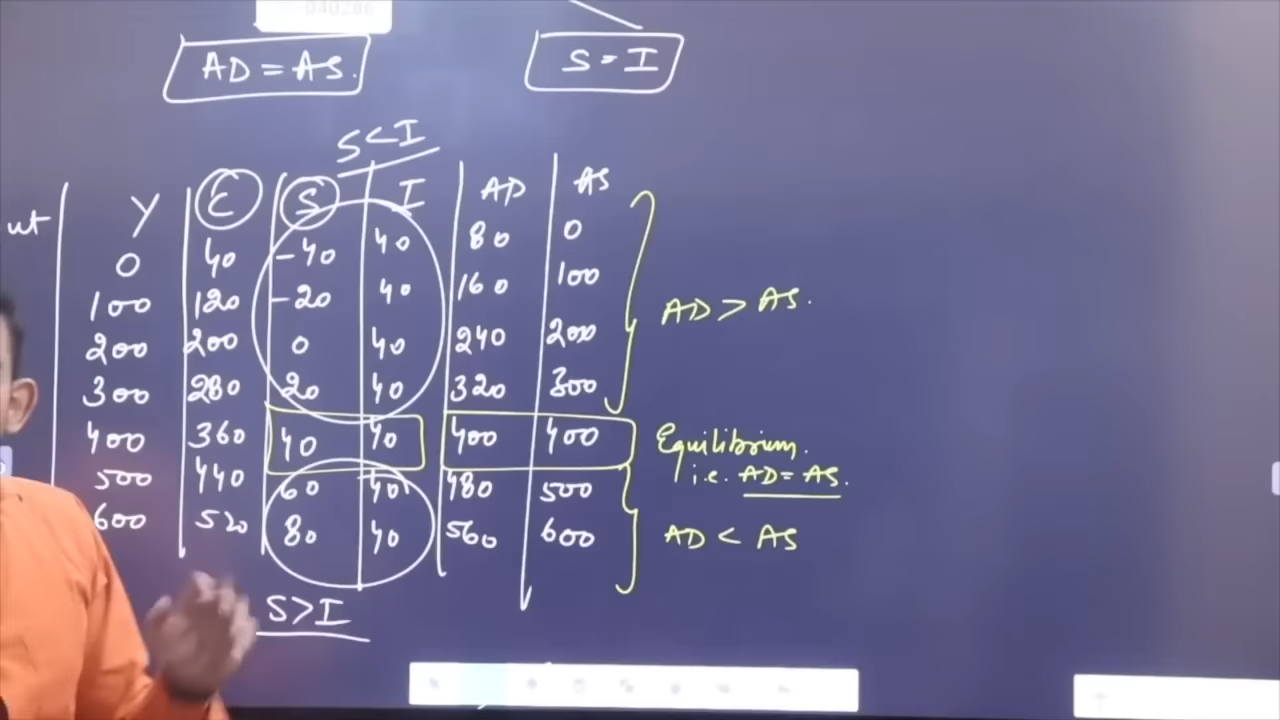 AD = AS.
S = I
S < I
ut Y C S I AD AS
0 40 -40 40 80 0
100 120 -20 40 160 100
200 200 0 40 240 200
300 280 20 40 320 300
AD > AS.
400 360 40 40 400 400
Equilibrium.
i.e. AD = AS.
500 440 60 40 480 500
600 520 80 40 560 600
AD < AS
S > I